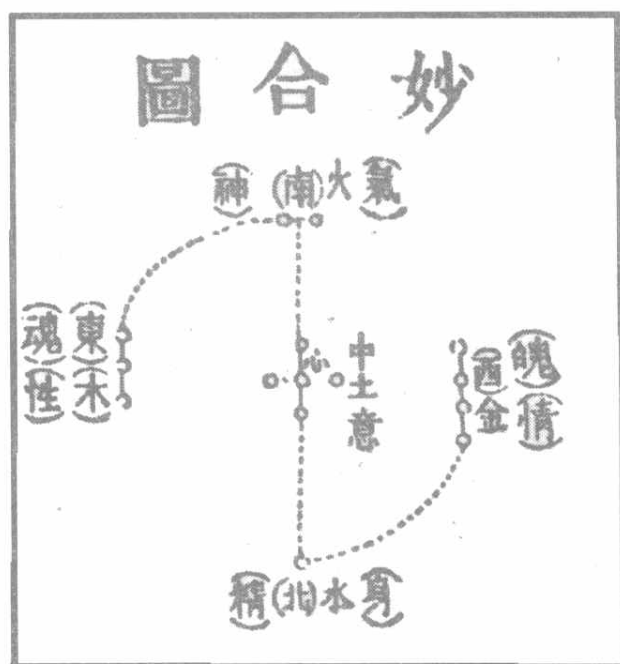 妙合圖
(氣)火(南)(神)
(東)(木)
(魂)(性)
心
中土意
(西)金
(魄)(情)
(身)水(北)(精)